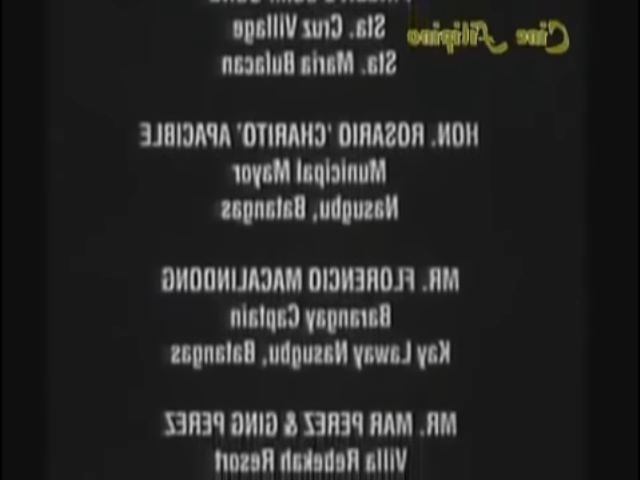 Sta. Cruz Village
Cine Filipino
Sta. Maria Bulacan
HON. ROSARIO 'CHARITO' APACIBLE
Municipal Mayor
Nasugbu, Batangas
MR. FLORENCIO MACALINDONG
Barangay Captain
Kay Laway Nasugbu, Batangas
MR. MAR PEREZ & GING PEREZ
Villa Rebekah Resort